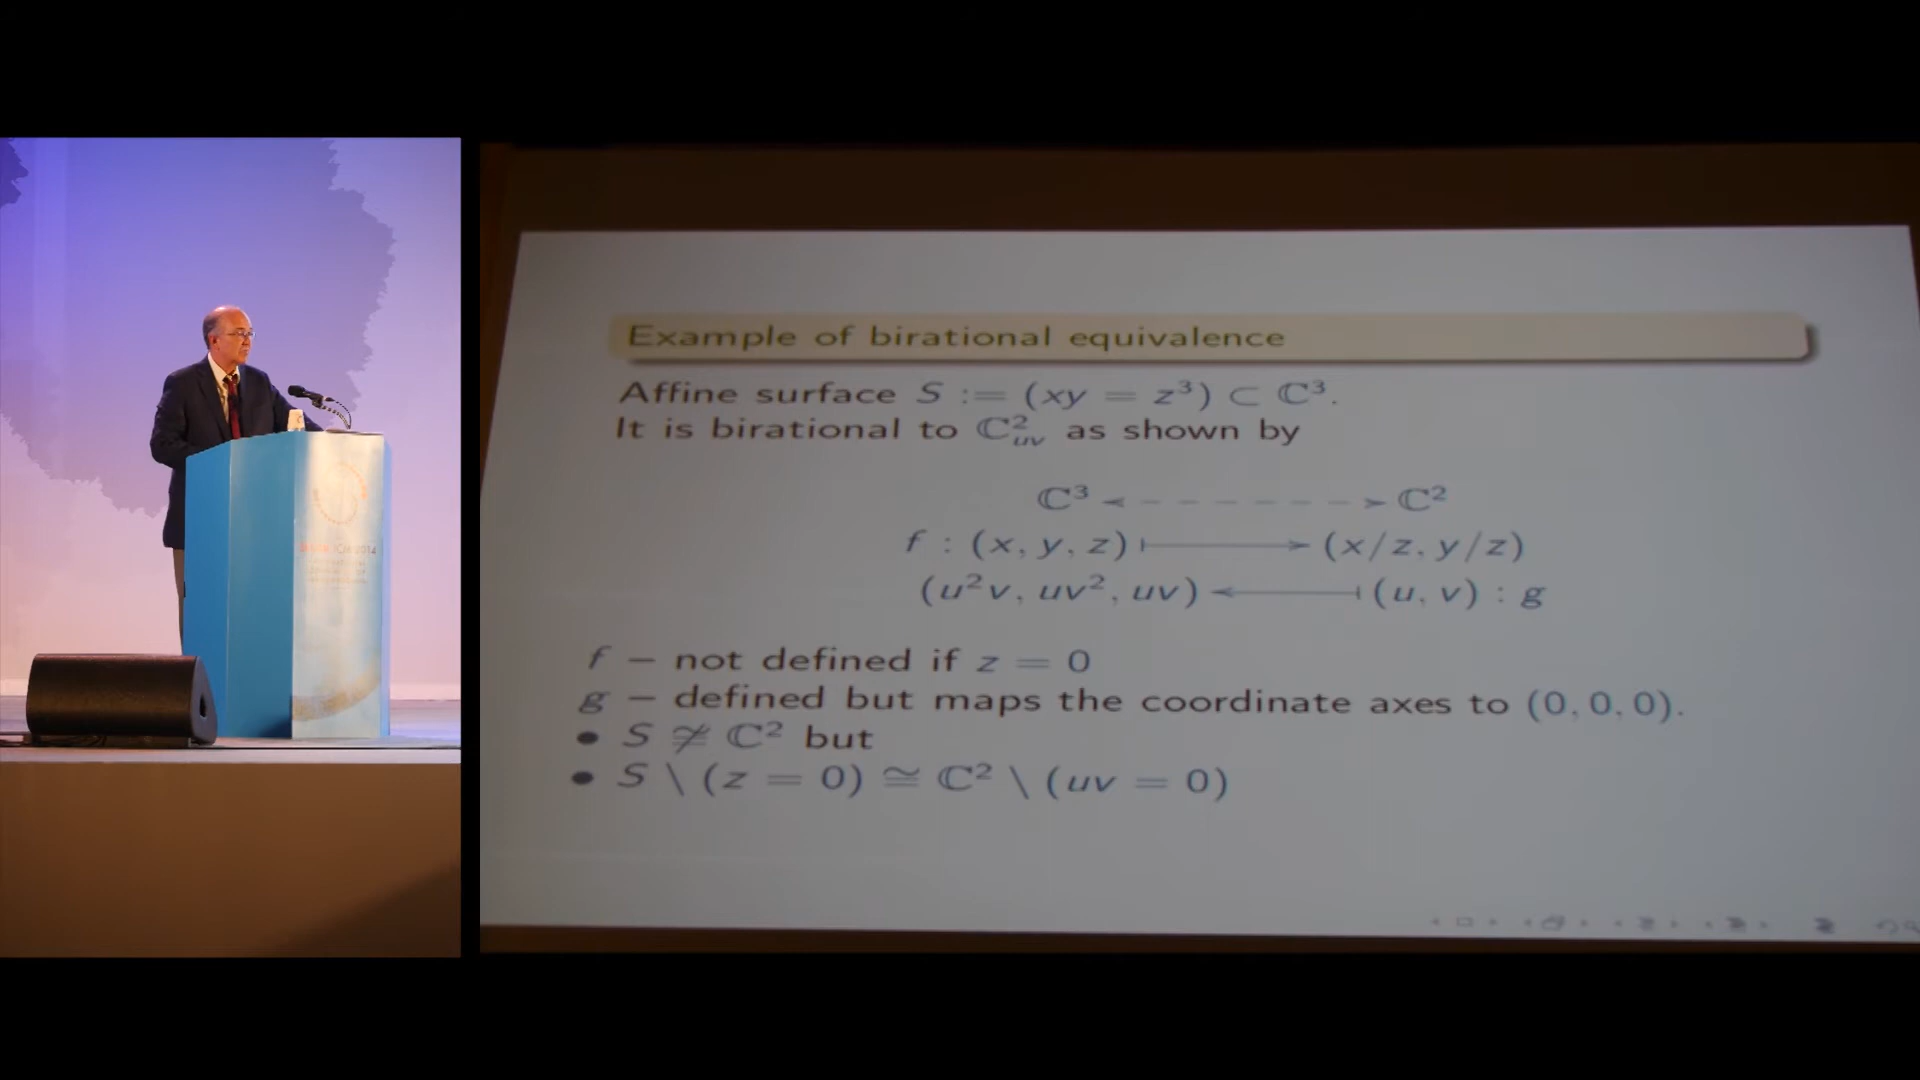 Example of birational equivalence
Affine surface S := (xy = z³) ⊂ ℂ³.
It is birational to ℂ²ᵤᵥ as shown by
ℂ³ ⇠ ⇢ ℂ²
f : (x, y, z) ⟼ (x/z, y/z)
(u²v, uv², uv) ⟻ (u, v) : g
f – not defined if z = 0
g – defined but maps the coordinate axes to (0, 0, 0).
• S ≇ ℂ² but
• S \ (z = 0) ≅ ℂ² \ (uv = 0)